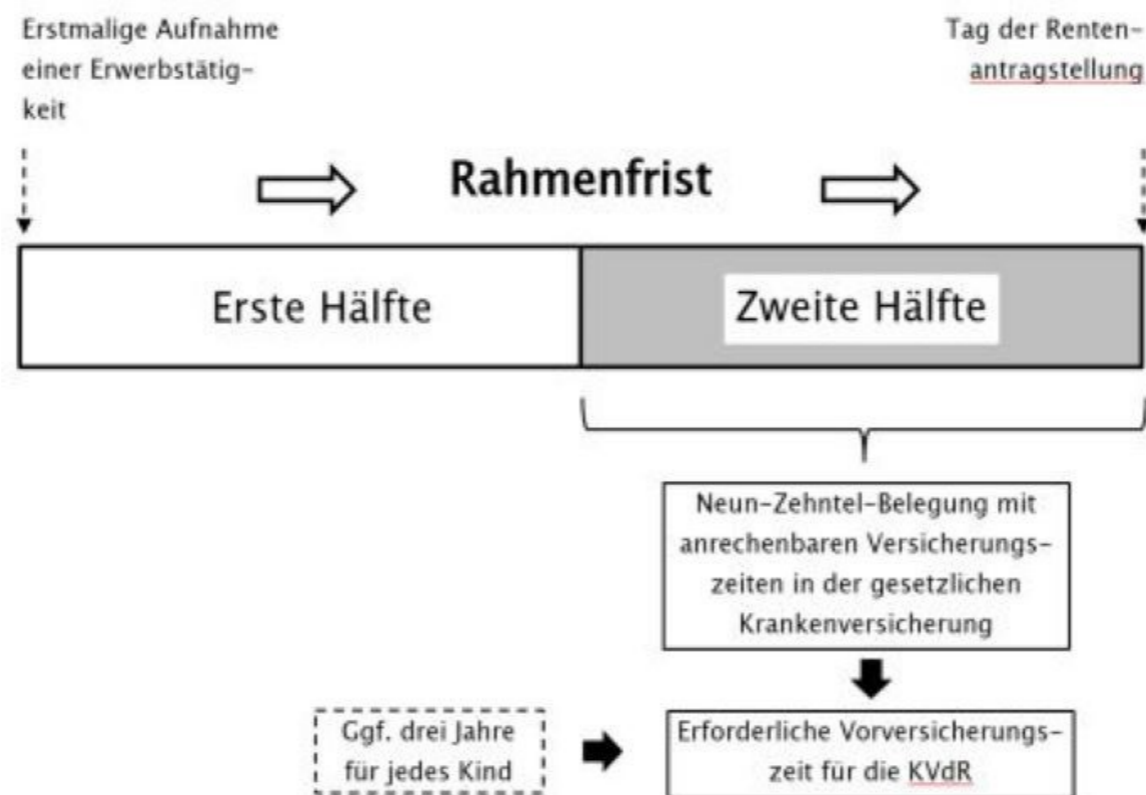 Erstmalige Aufnahme
einer Erwerbstätig-
keit
Tag der Renten-
antragstellung
Rahmenfrist
Erste Hälfte
Zweite Hälfte
Neun-Zehntel-Belegung mit
anrechenbaren Versicherungs-
zeiten in der gesetzlichen
Krankenversicherung
Ggf. drei Jahre
für jedes Kind
Erforderliche Vorversicherungs-
zeit für die KVdR